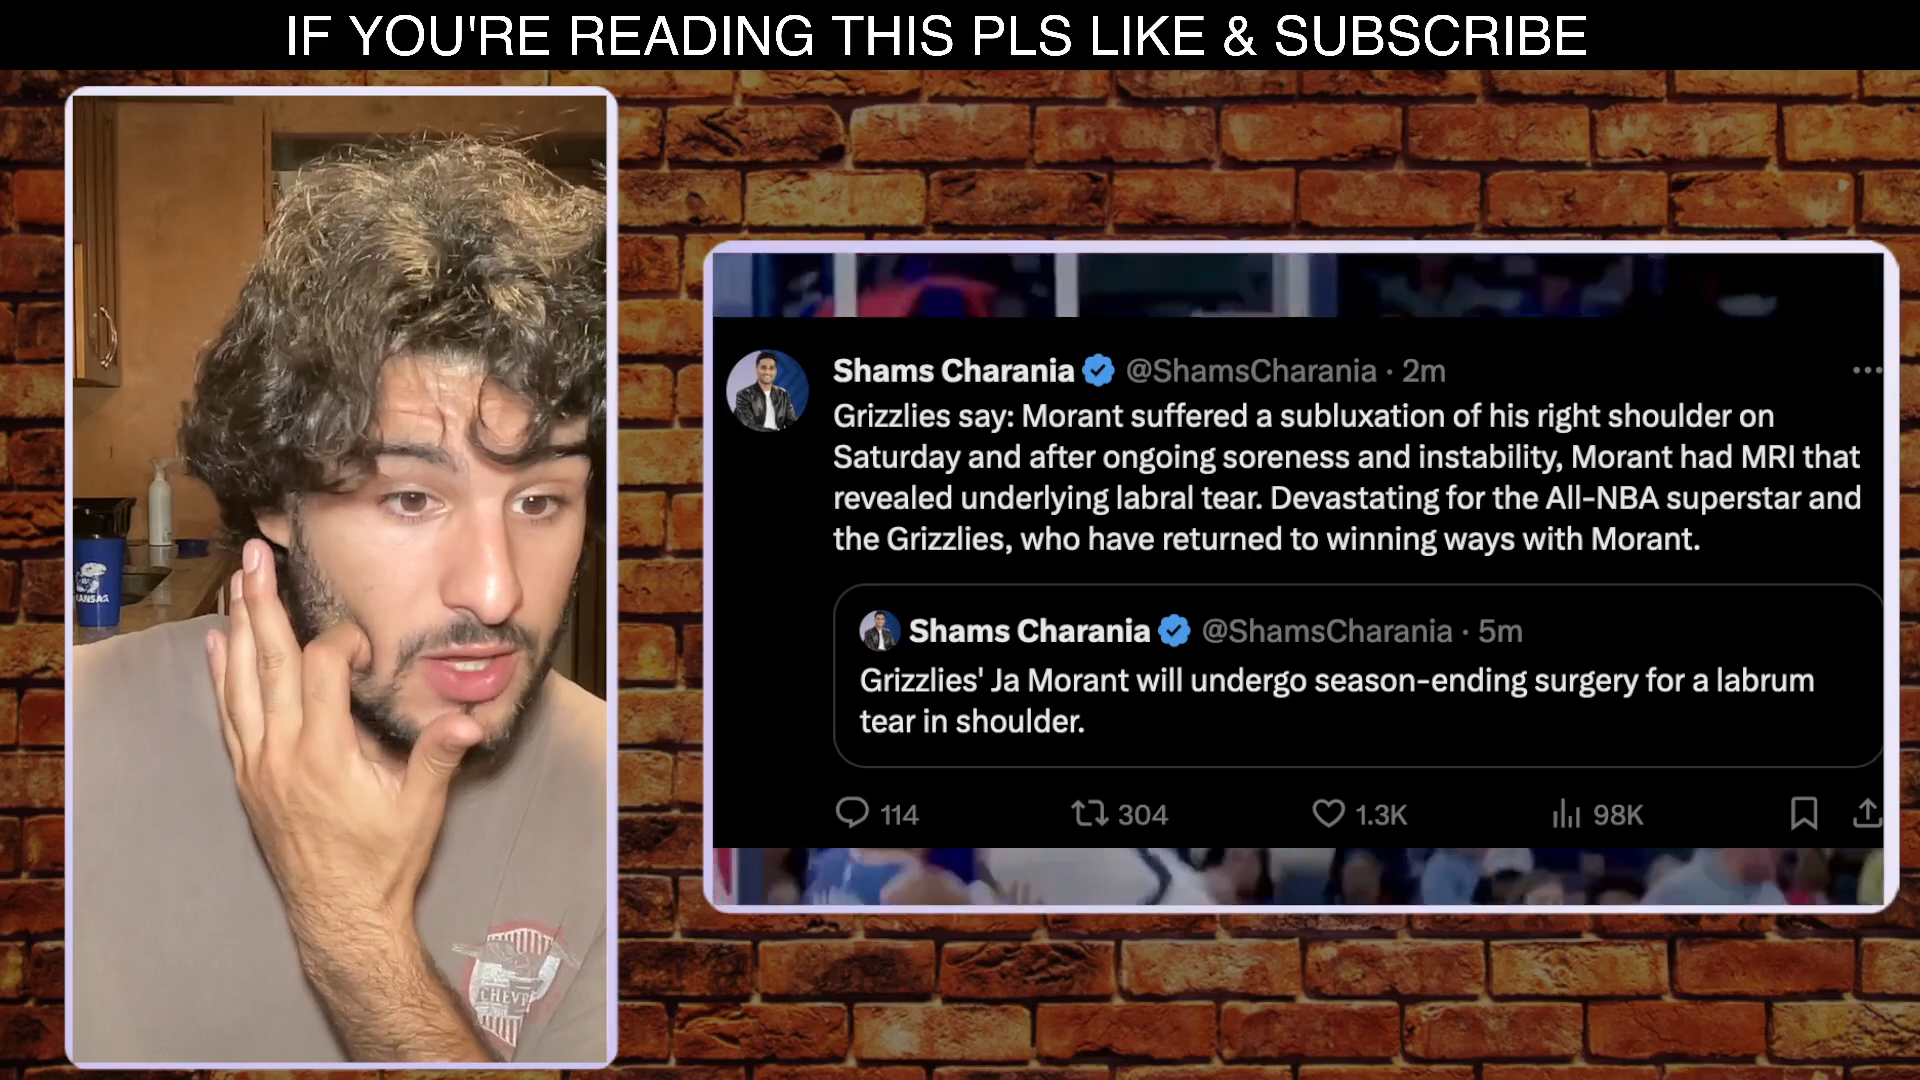 IF YOU'RE READING THIS PLS LIKE & SUBSCRIBE
Shams Charania @ShamsCharania · 2m
Grizzlies say: Morant suffered a subluxation of his right shoulder on
Saturday and after ongoing soreness and instability, Morant had MRI that
revealed underlying labral tear. Devastating for the All-NBA superstar and
the Grizzlies, who have returned to winning ways with Morant.
Shams Charania @ShamsCharania · 5m
Grizzlies' Ja Morant will undergo season-ending surgery for a labrum
tear in shoulder.
114 304 1.3K 98K
KANSAS
CHEVR